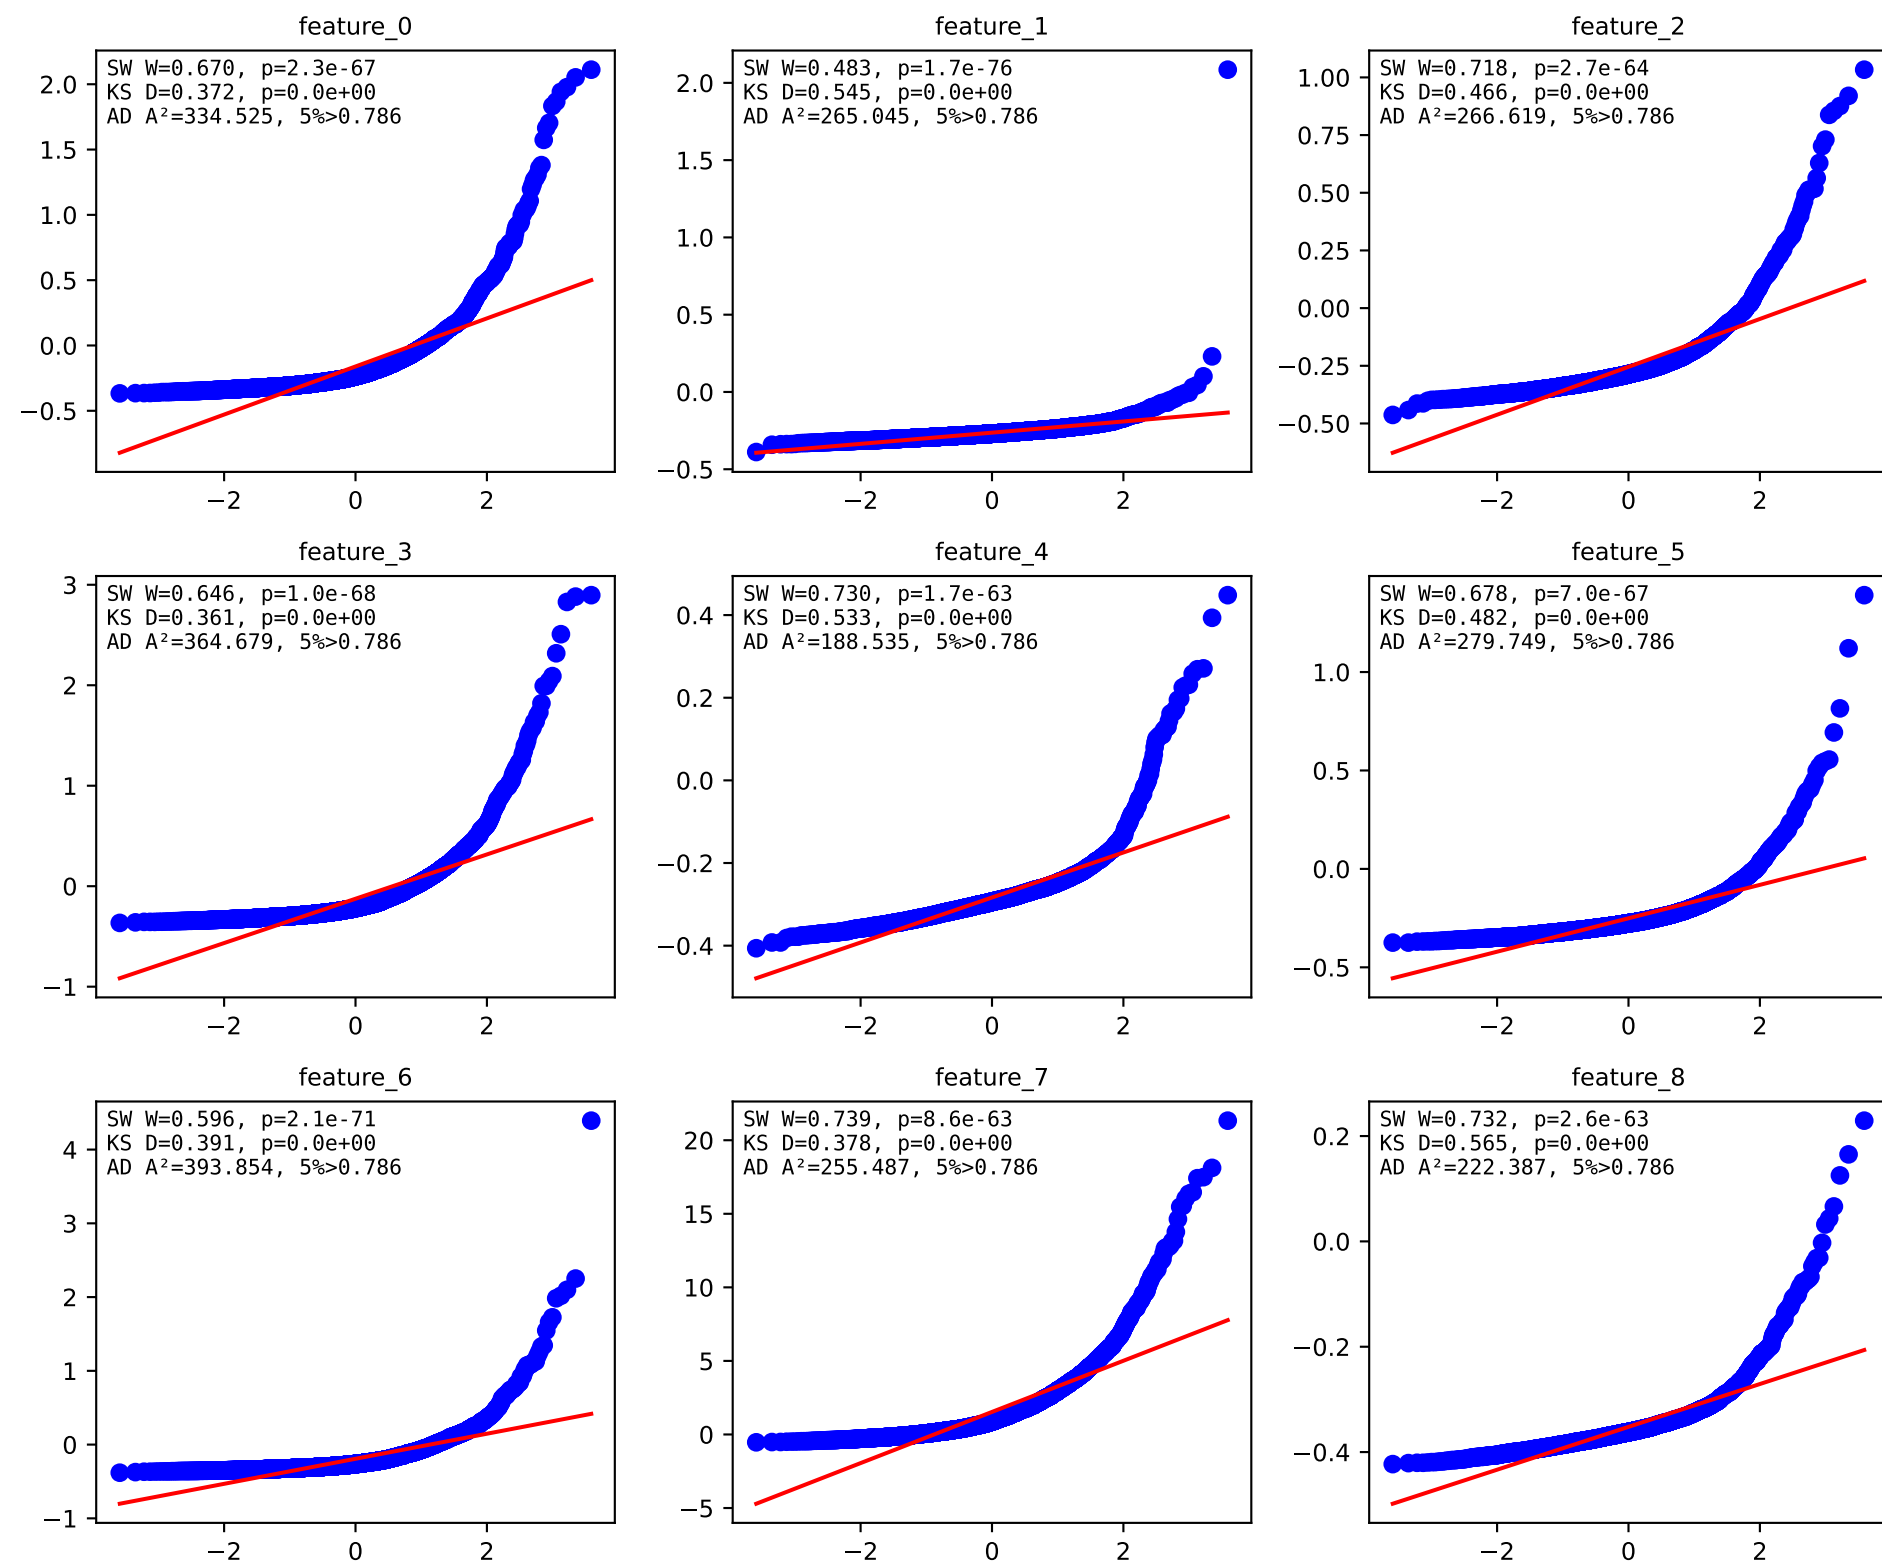 feature_0
SW W=0.670, p=2.3e-67
KS D=0.372, p=0.0e+00
AD A²=334.525, 5%>0.786
2.0
1.5
1.0
0.5
0.0
−0.5
−2
0
2
feature_1
SW W=0.483, p=1.7e-76
KS D=0.545, p=0.0e+00
AD A²=265.045, 5%>0.786
2.0
1.5
1.0
0.5
0.0
−0.5
−2
0
2
feature_2
SW W=0.718, p=2.7e-64
KS D=0.466, p=0.0e+00
AD A²=266.619, 5%>0.786
1.00
0.75
0.50
0.25
0.00
−0.25
−0.50
−2
0
2
feature_3
SW W=0.646, p=1.0e-68
KS D=0.361, p=0.0e+00
AD A²=364.679, 5%>0.786
3
2
1
0
−1
−2
0
2
feature_4
SW W=0.730, p=1.7e-63
KS D=0.533, p=0.0e+00
AD A²=188.535, 5%>0.786
0.4
0.2
0.0
−0.2
−0.4
−2
0
2
feature_5
SW W=0.678, p=7.0e-67
KS D=0.482, p=0.0e+00
AD A²=279.749, 5%>0.786
1.0
0.5
0.0
−0.5
−2
0
2
feature_6
SW W=0.596, p=2.1e-71
KS D=0.391, p=0.0e+00
AD A²=393.854, 5%>0.786
4
3
2
1
0
−1
−2
0
2
feature_7
SW W=0.739, p=8.6e-63
KS D=0.378, p=0.0e+00
AD A²=255.487, 5%>0.786
20
15
10
5
0
−5
−2
0
2
feature_8
SW W=0.732, p=2.6e-63
KS D=0.565, p=0.0e+00
AD A²=222.387, 5%>0.786
0.2
0.0
−0.2
−0.4
−2
0
2